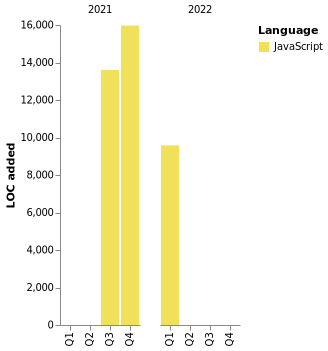 2021 2022
Language
JavaScript
LOC added
16,000
14,000
12,000
10,000
8,000
6,000
4,000
2,000
0
Q1 Q2 Q3 Q4 Q1 Q2 Q3 Q4